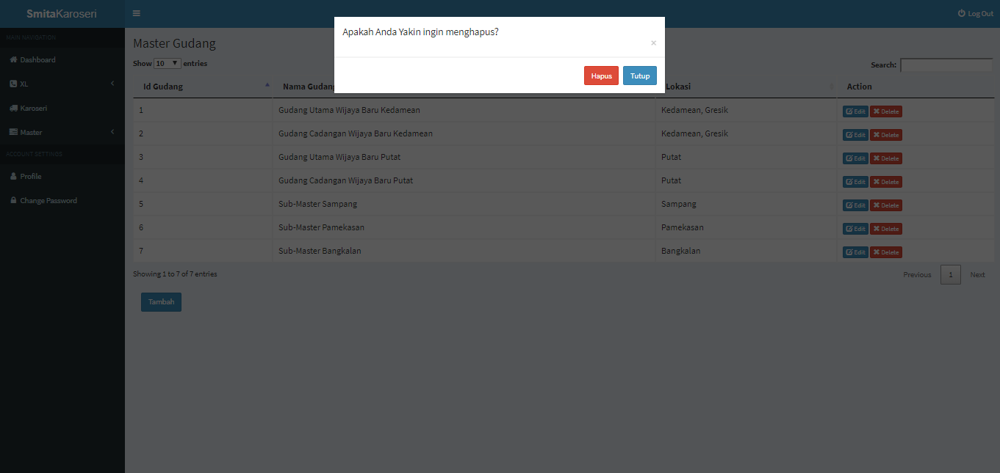 SmitaKaroseri
Log Out
MAIN NAVIGATION
Dashboard
XL
Karoseri
Master
ACCOUNT SETTINGS
Profile
Change Password
Apakah Anda Yakin ingin menghapus?
×
Hapus Tutup
Master Gudang
Show 10 entries
Search:
Id Gudang Nama Gudang Lokasi Action
1 Gudang Utama Wijaya Baru Kedamean Kedamean, Gresik Edit Delete
2 Gudang Cadangan Wijaya Baru Kedamean Kedamean, Gresik Edit Delete
3 Gudang Utama Wijaya Baru Putat Putat Edit Delete
4 Gudang Cadangan Wijaya Baru Putat Putat Edit Delete
5 Sub-Master Sampang Sampang Edit Delete
6 Sub-Master Pamekasan Pamekasan Edit Delete
7 Sub-Master Bangkalan Bangkalan Edit Delete
Showing 1 to 7 of 7 entries
Previous 1 Next
Tambah